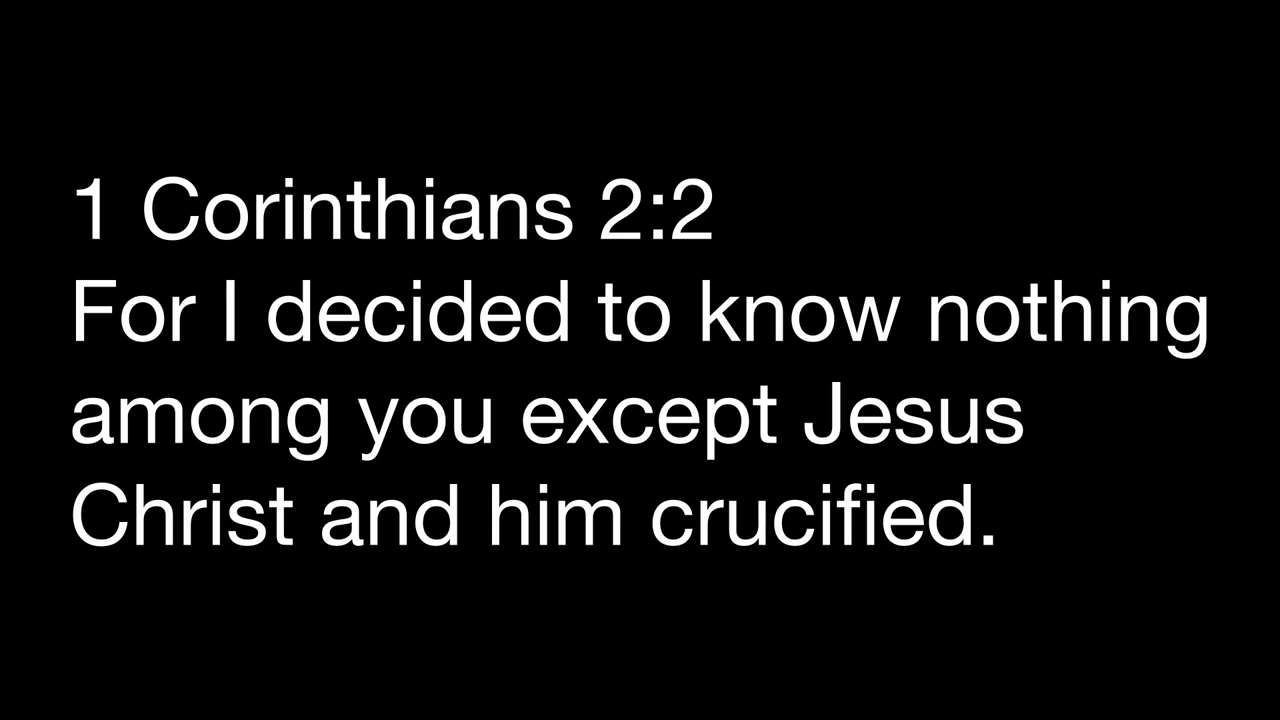 1 Corinthians 2:2
For I decided to know nothing
among you except Jesus
Christ and him crucified.